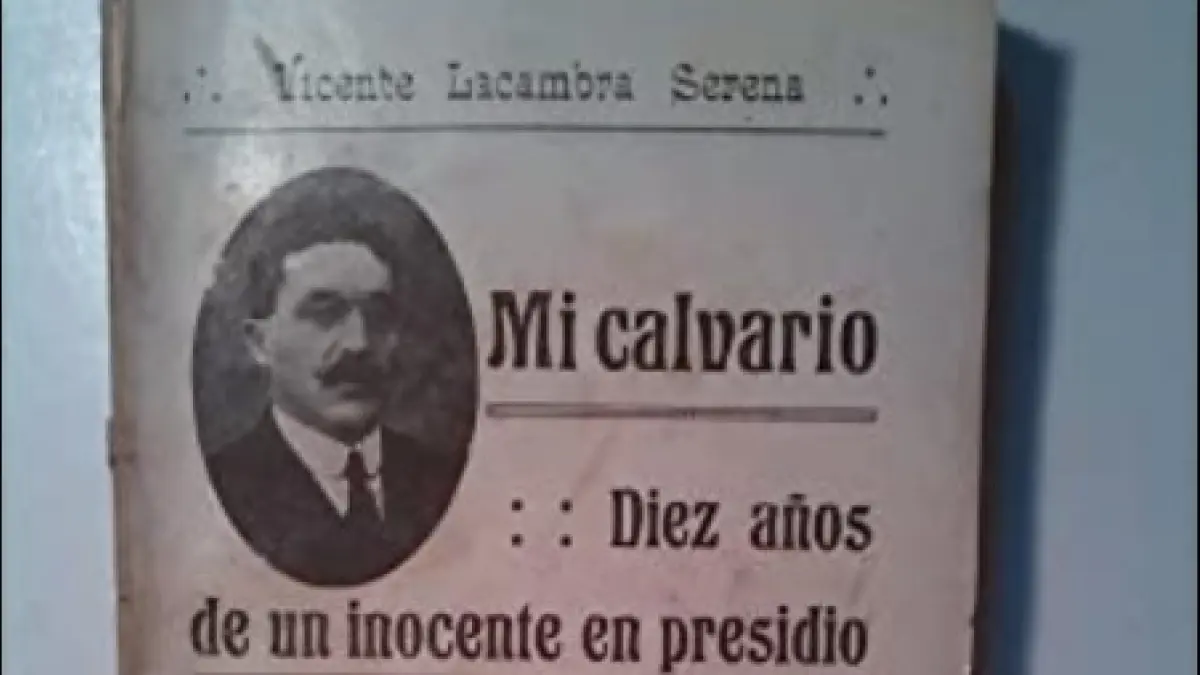 ∴ Vicente Lacambra Serena ∴
Mi calvario
: : Diez años
de un inocente en presidio